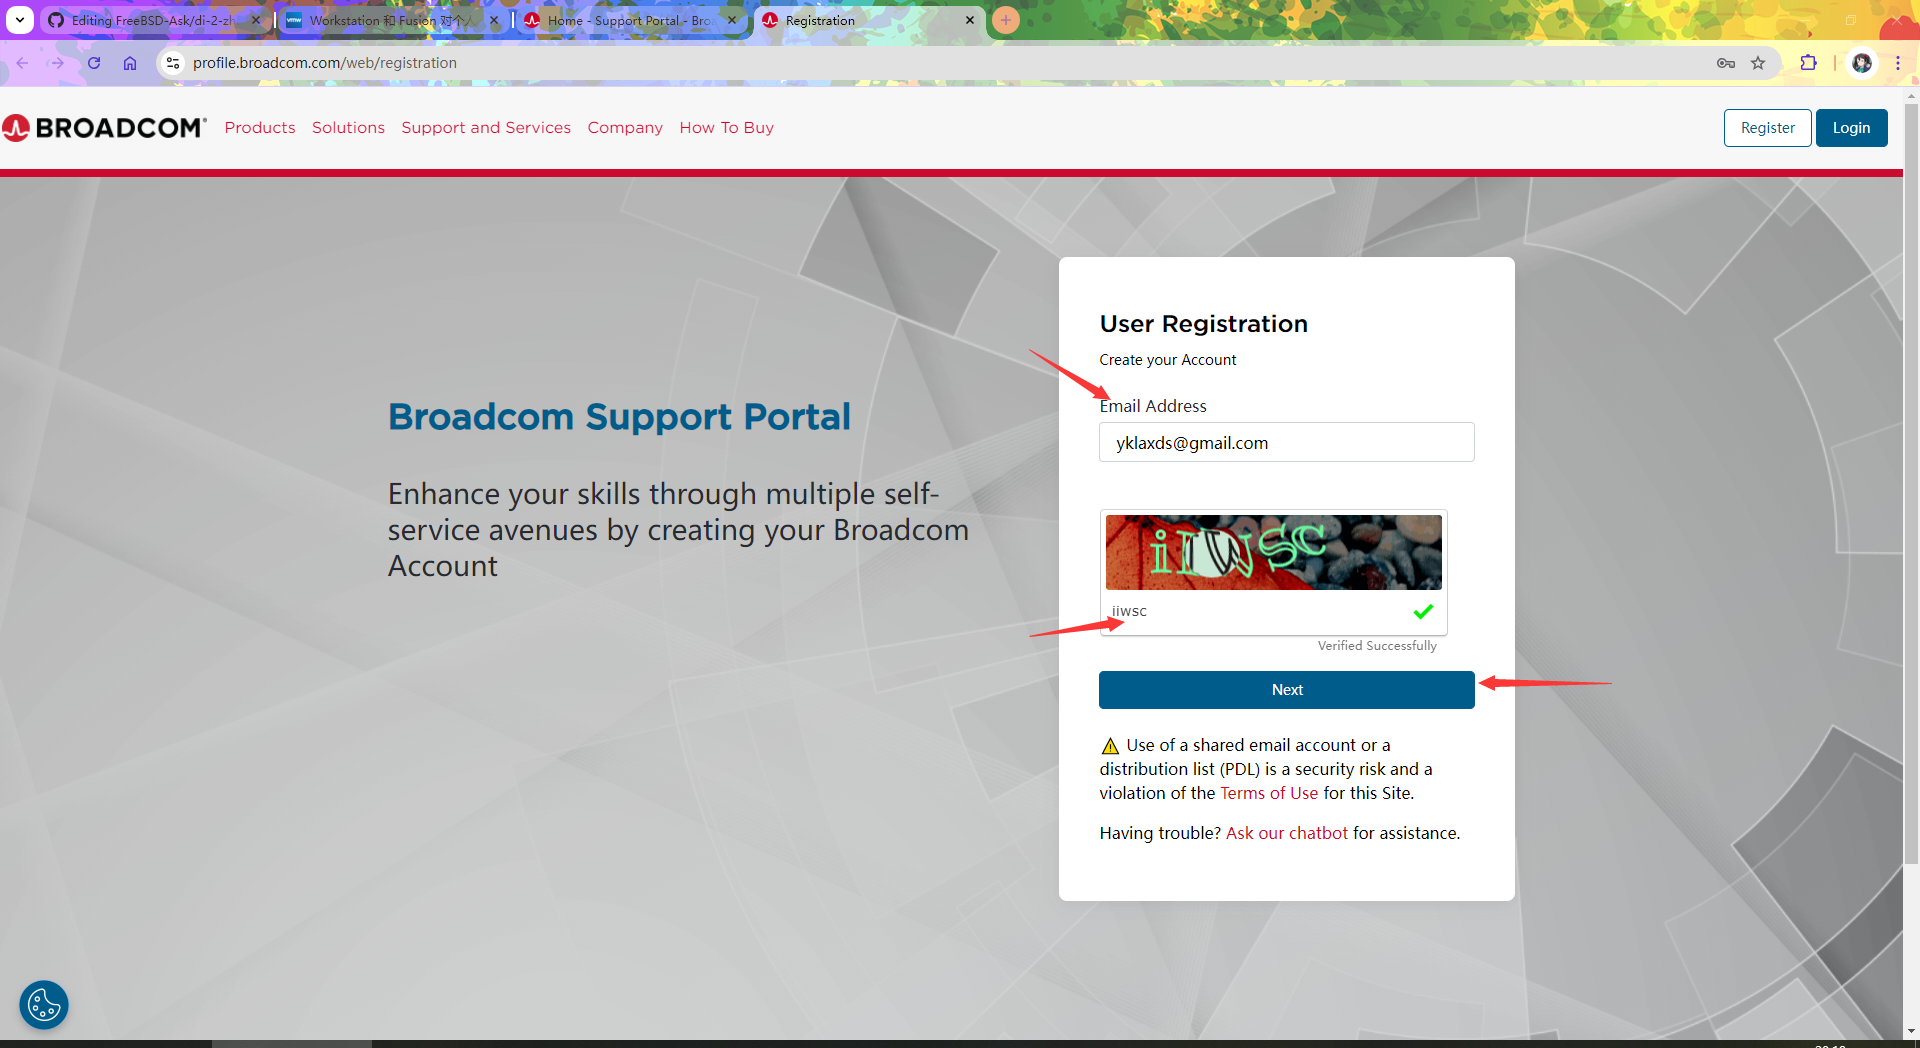 Editing FreeBSD-Ask/di-2-zh
Workstation 和 Fusion 对个人
Home - Support Portal - Bro
Registration
profile.broadcom.com/web/registration
BROADCOM
Products Solutions Support and Services Company How To Buy
Register Login
Broadcom Support Portal
Enhance your skills through multiple self-
service avenues by creating your Broadcom
Account
User Registration
Create your Account
Email Address
yklaxds@gmail.com
iiwsc
iiwsc
Verified Successfully
Next
Use of a shared email account or a
distribution list (PDL) is a security risk and a
violation of the Terms of Use for this Site.
Having trouble? Ask our chatbot for assistance.